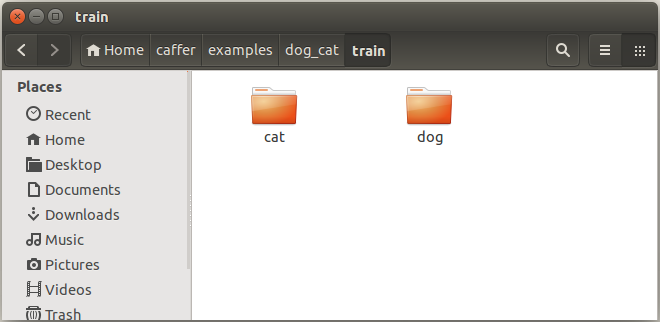 train
Home caffer examples dog_cat train
Places
Recent
Home
Desktop
Documents
Downloads
Music
Pictures
Videos
Trash
cat dog